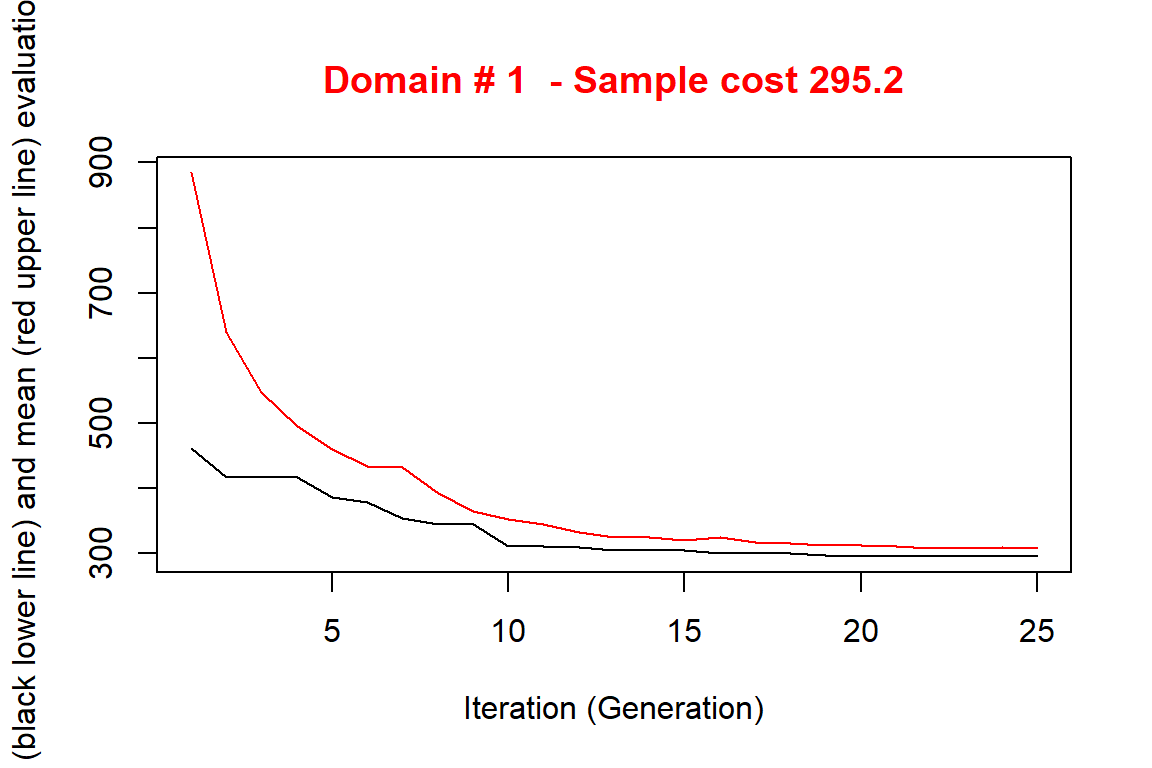 Domain # 1 - Sample cost 295.2
(black lower line) and mean (red upper line) evaluatio
900
700
500
300
5 10 15 20 25
Iteration (Generation)